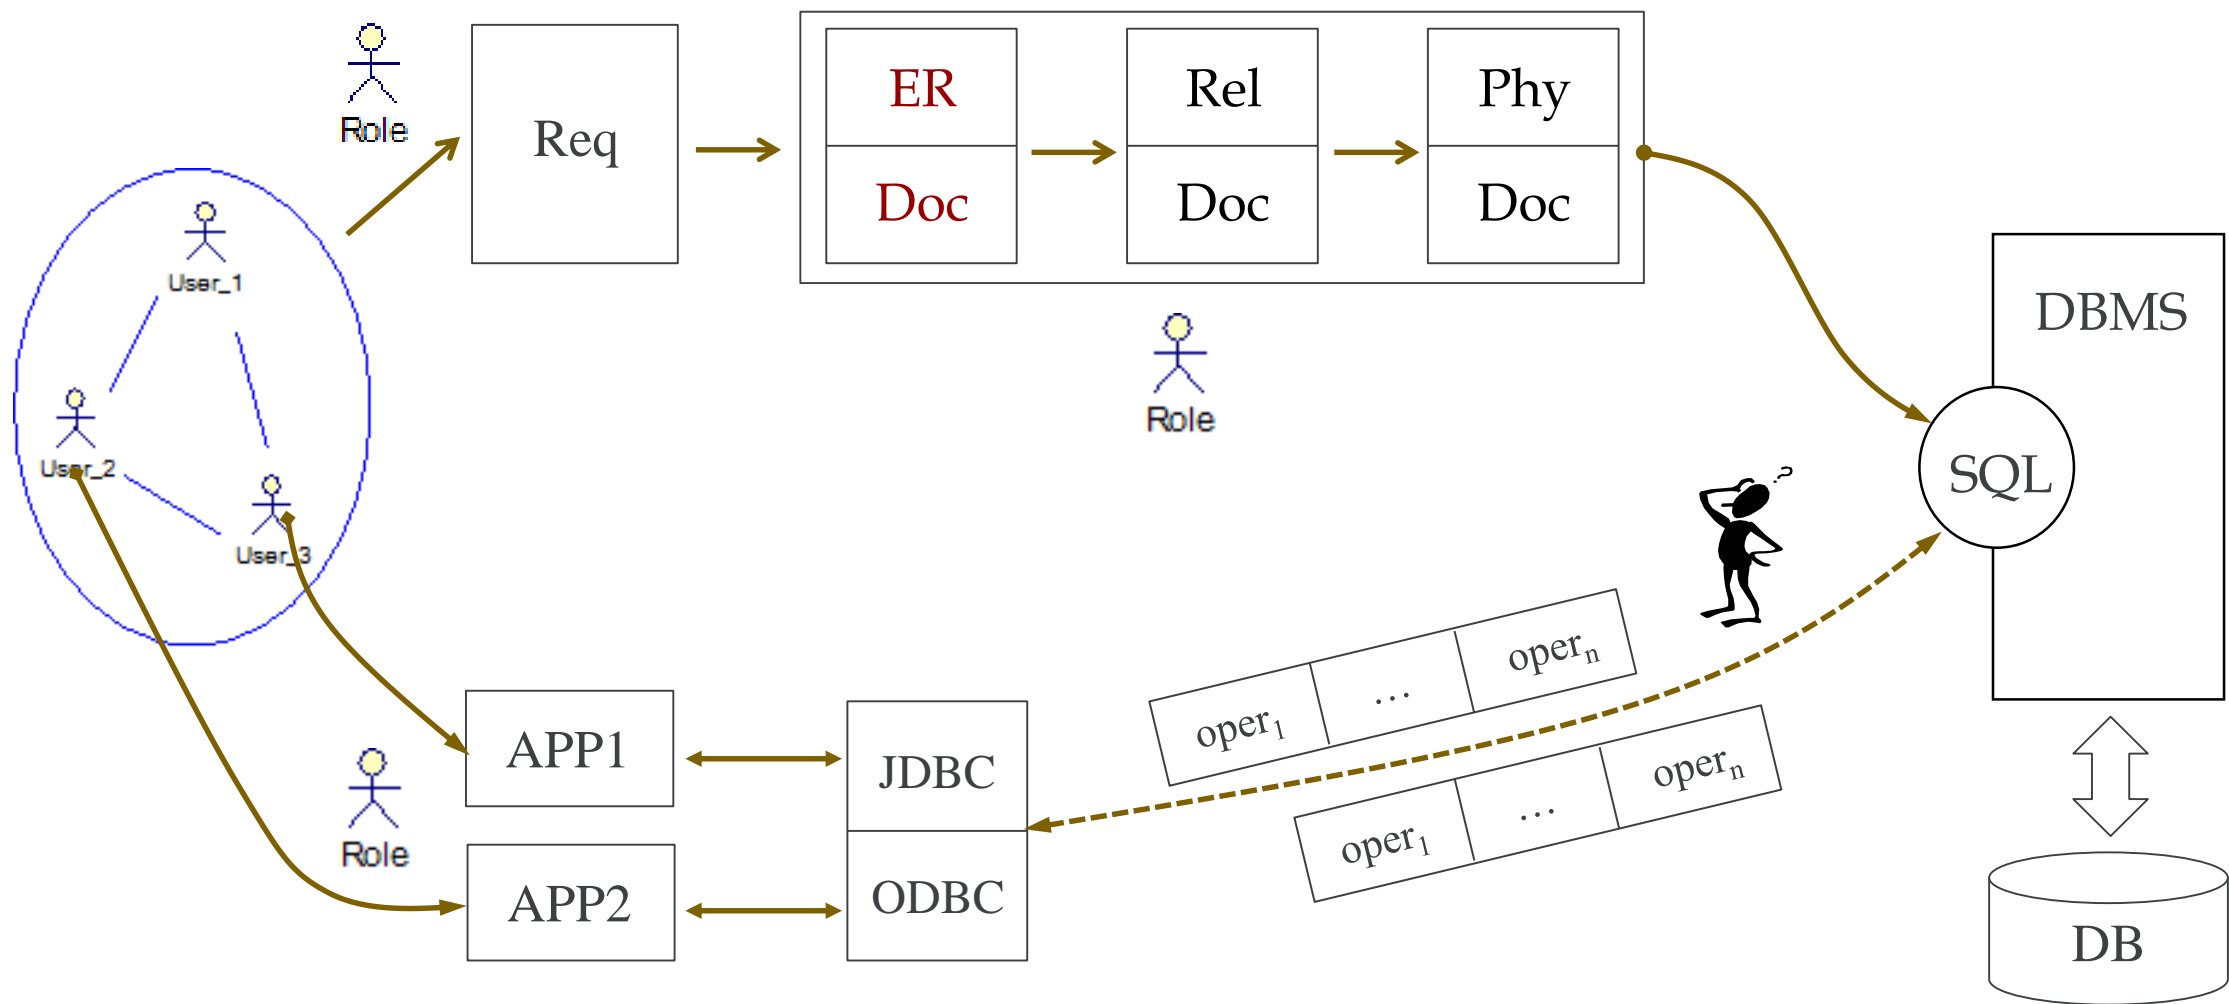 Role
Req
ER
Doc
Rel
Doc
Phy
Doc
User_1
User_2
User_3
Role
DBMS
SQL
?
oper1 ... opern
oper1 ... opern
APP1
JDBC
Role
APP2
ODBC
DB